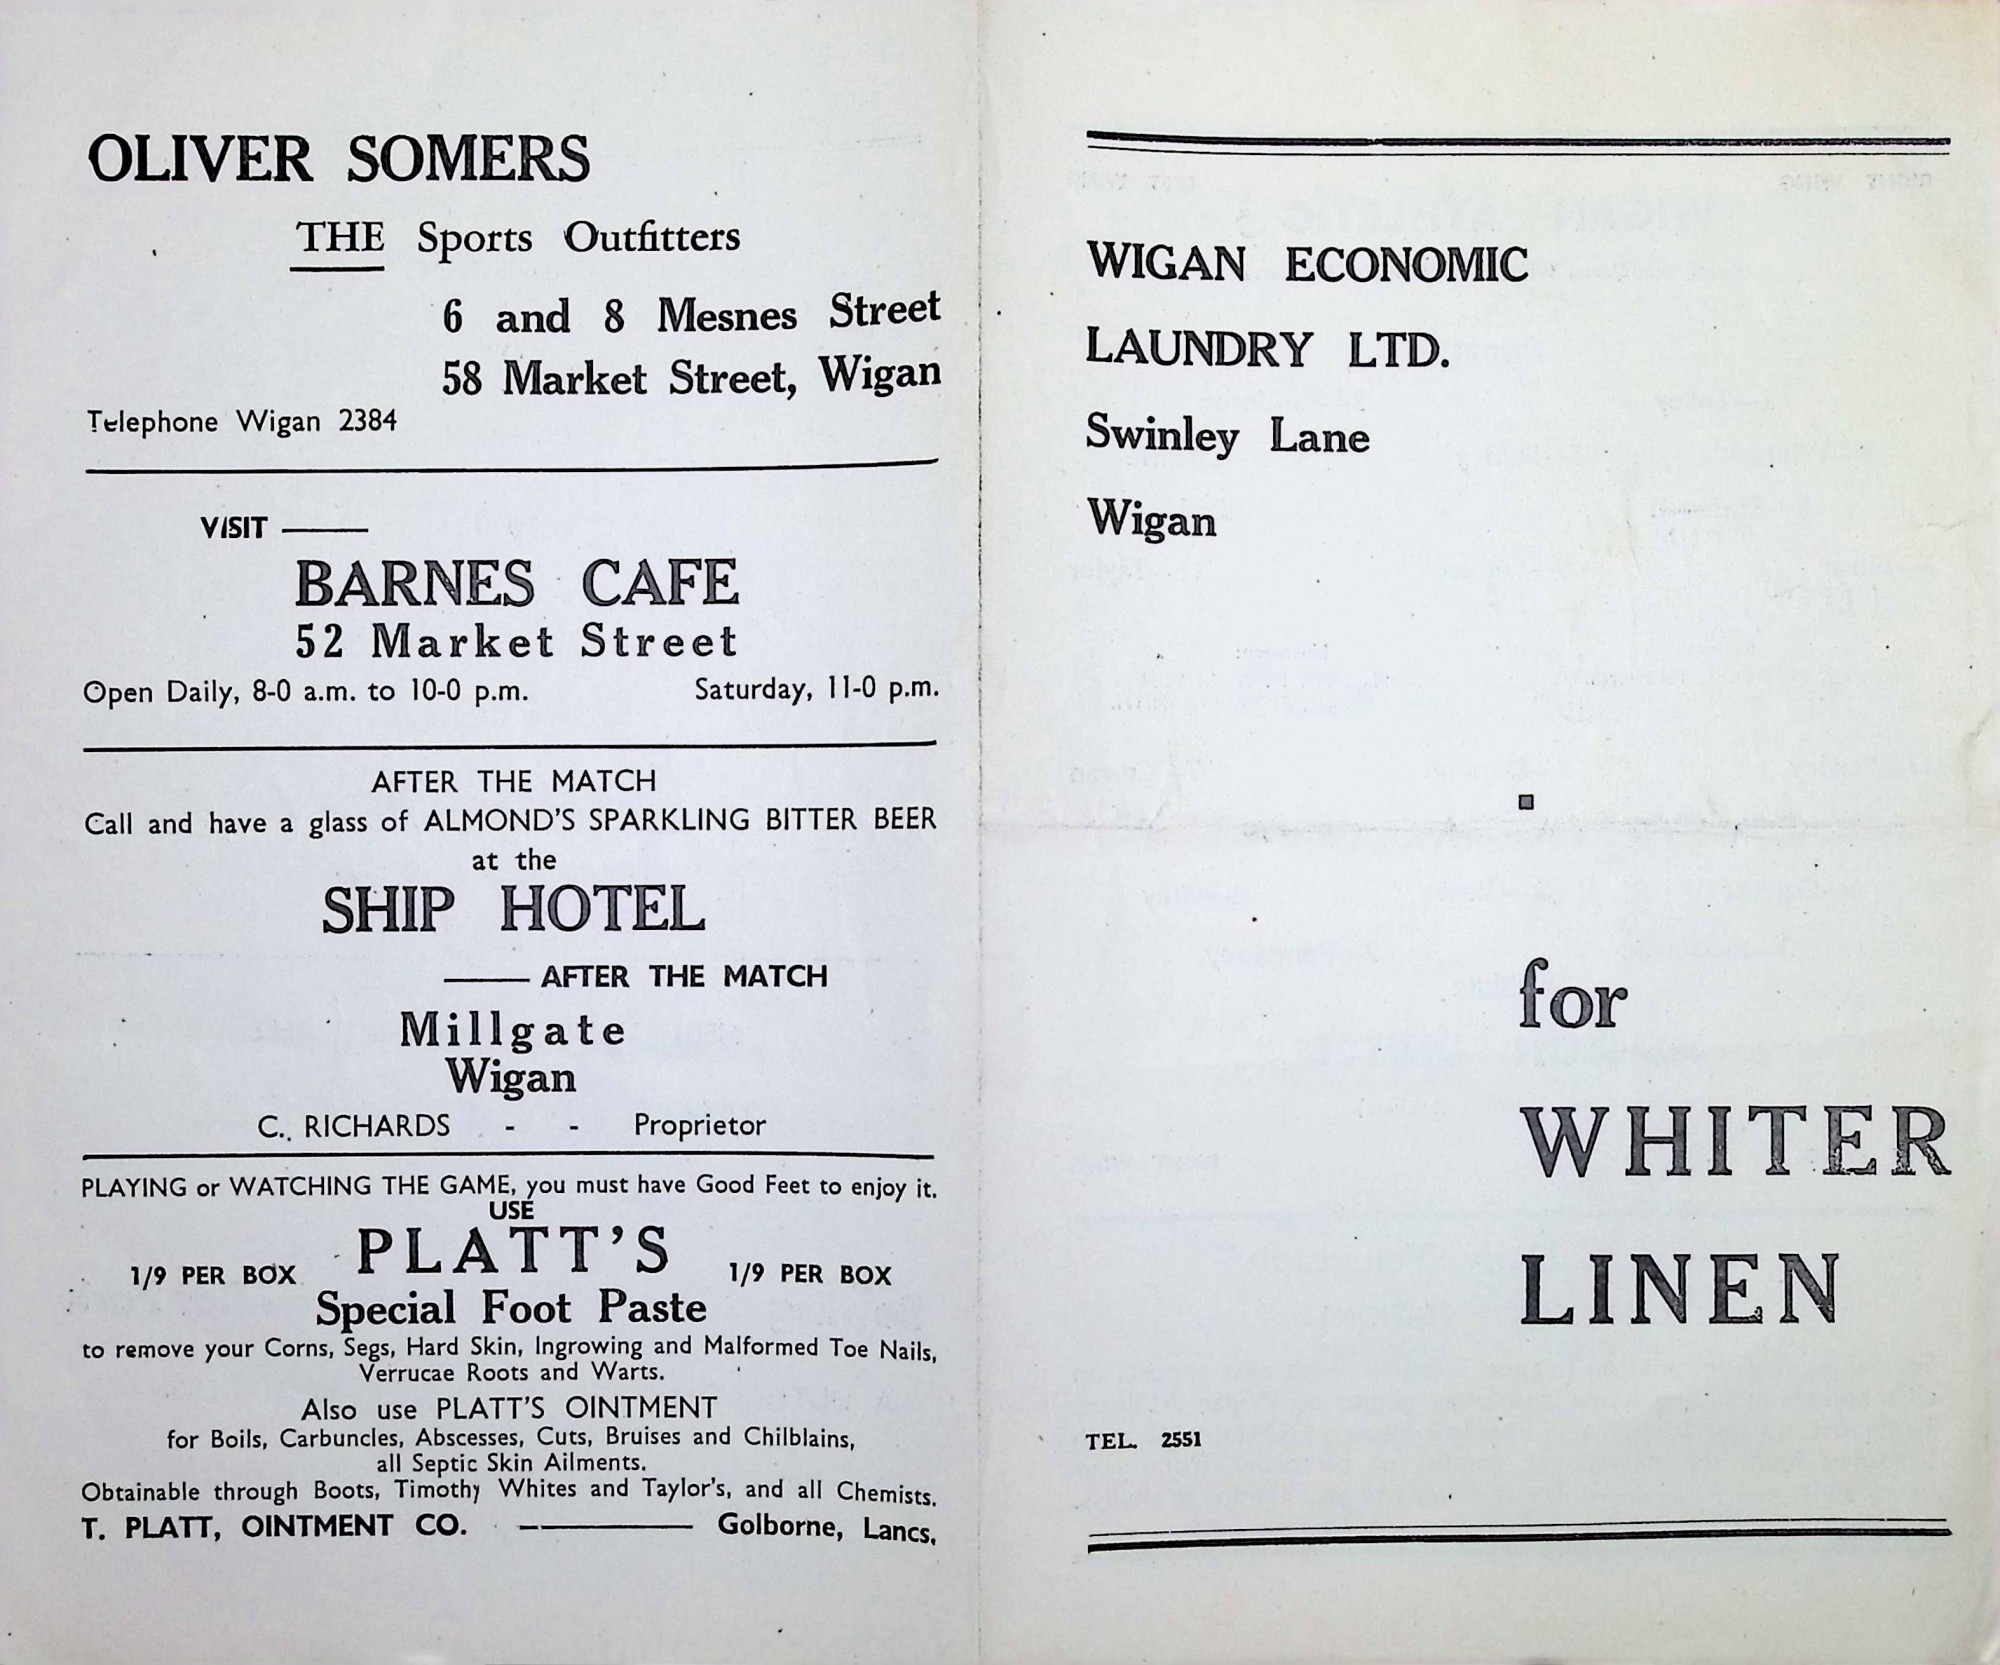 OLIVER SOMERS
THE Sports Outfitters
6 and 8 Mesnes Street
58 Market Street, Wigan
Telephone Wigan 2384
VISIT ——
BARNES CAFE
52 Market Street
Open Daily, 8-0 a.m. to 10-0 p.m. Saturday, 11-0 p.m.
AFTER THE MATCH
Call and have a glass of ALMOND'S SPARKLING BITTER BEER
at the
SHIP HOTEL
—— AFTER THE MATCH
Millgate
Wigan
C. RICHARDS - - Proprietor
PLAYING or WATCHING THE GAME, you must have Good Feet to enjoy it.
USE
PLATT'S
1/9 PER BOX 1/9 PER BOX
Special Foot Paste
to remove your Corns, Segs, Hard Skin, Ingrowing and Malformed Toe Nails,
Verrucae Roots and Warts.
Also use PLATT'S OINTMENT
for Boils, Carbuncles, Abscesses, Cuts, Bruises and Chilblains,
all Septic Skin Ailments.
Obtainable through Boots, Timothy Whites and Taylor's, and all Chemists.
T. PLATT, OINTMENT CO. —— Golborne, Lancs.
WIGAN ECONOMIC
LAUNDRY LTD.
Swinley Lane
Wigan
for
WHITER
LINEN
TEL. 2551